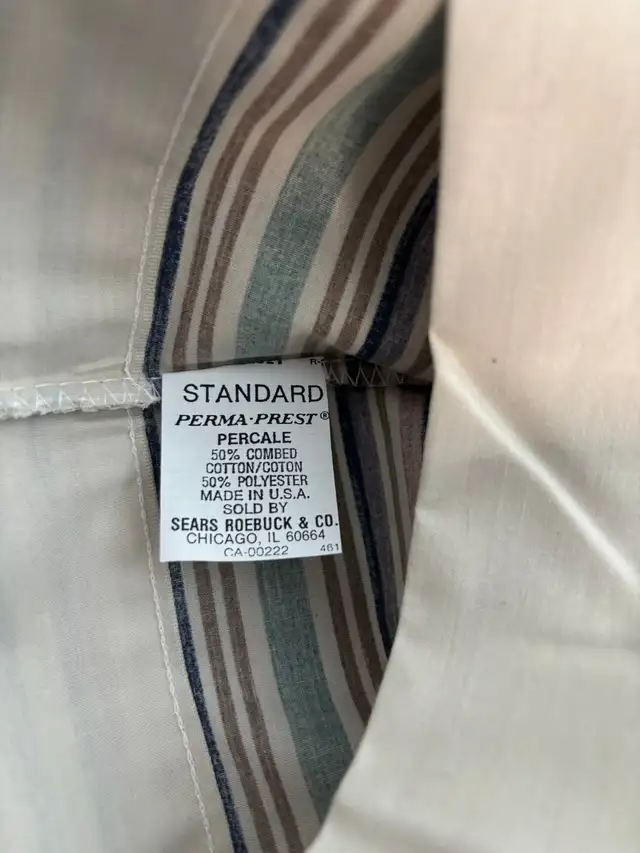 STANDARD
PERMA·PREST®
PERCALE
50% COMBED
COTTON/COTON
50% POLYESTER
MADE IN U.S.A.
SOLD BY
SEARS ROEBUCK & CO.
CHICAGO, IL 60664
CA-00222 461